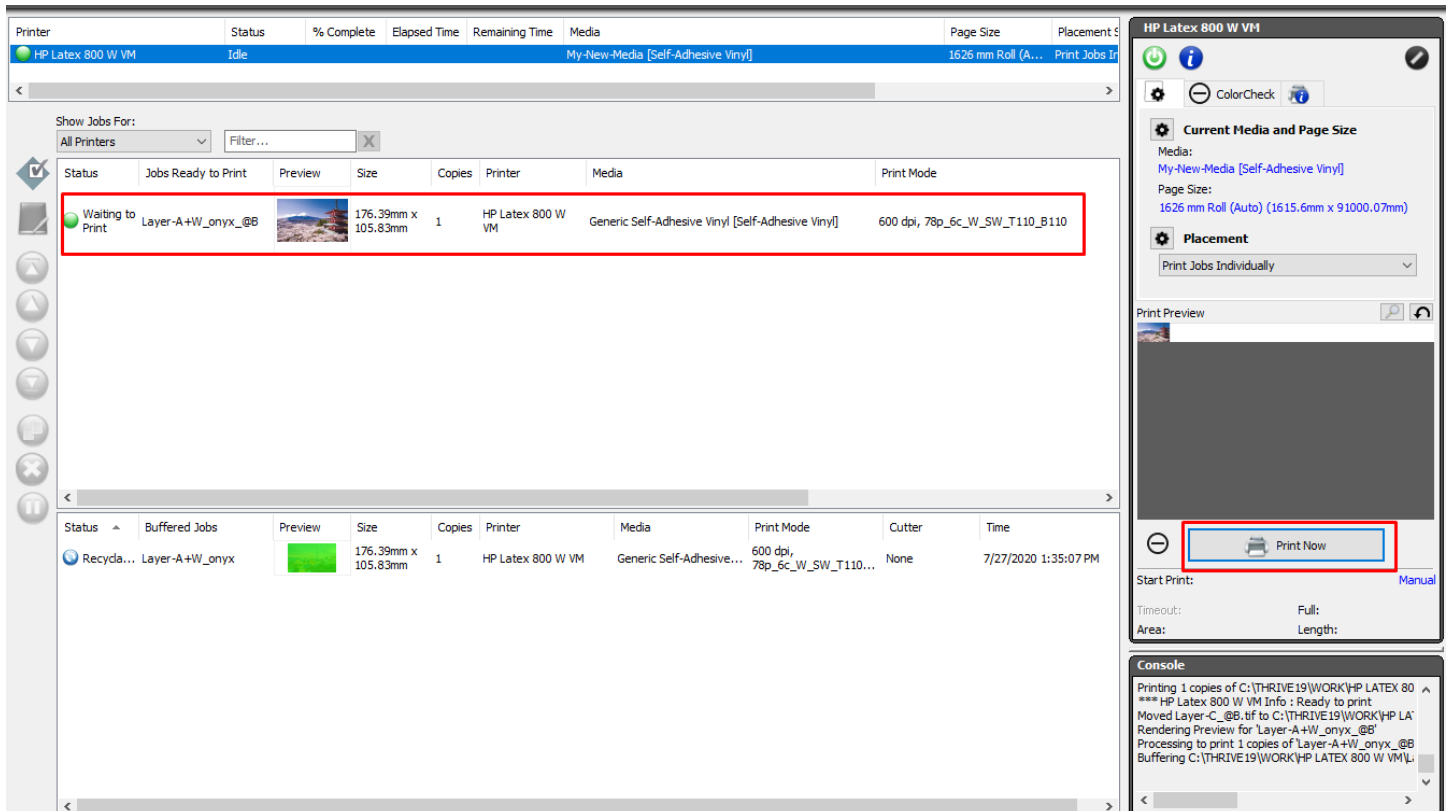 Printer Status % Complete Elapsed Time Remaining Time Media Page Size Placement S
HP Latex 800 W VM Idle My-New-Media [Self-Adhesive Vinyl] 1626 mm Roll (A... Print Jobs In
Show Jobs For:
All Printers Filter... X
Status Jobs Ready to Print Preview Size Copies Printer Media Print Mode
Waiting to Print Layer-A+W_onyx_@B 176.39mm x 105.83mm 1 HP Latex 800 W VM Generic Self-Adhesive Vinyl [Self-Adhesive Vinyl] 600 dpi, 78p_6c_W_SW_T110_B110
Status Buffered Jobs Preview Size Copies Printer Media Print Mode Cutter Time
Recycla... Layer-A+W_onyx 176.39mm x 105.83mm 1 HP Latex 800 W VM Generic Self-Adhesive... 600 dpi, 78p_6c_W_SW_T110... None 7/27/2020 1:35:07 PM
HP Latex 800 W VM
ColorCheck
Current Media and Page Size
Media:
My-New-Media [Self-Adhesive Vinyl]
Page Size:
1626 mm Roll (Auto) (1615.6mm x 91000.07mm)
Placement
Print Jobs Individually
Print Preview
Print Now
Start Print: Manual
Timeout: Full:
Area: Length:
Console
Printing 1 copies of C:\THRIVE19\WORK\HP LATEX 80
*** HP Latex 800 W VM Info : Ready to print
Moved Layer-C_@B.tif to C:\THRIVE19\WORK\HP LA
Rendering Preview for 'Layer-A+W_onyx_@B'
Processing to print 1 copies of 'Layer-A+W_onyx_@B
Buffering C:\THRIVE19\WORK\HP LATEX 800 W VM\L